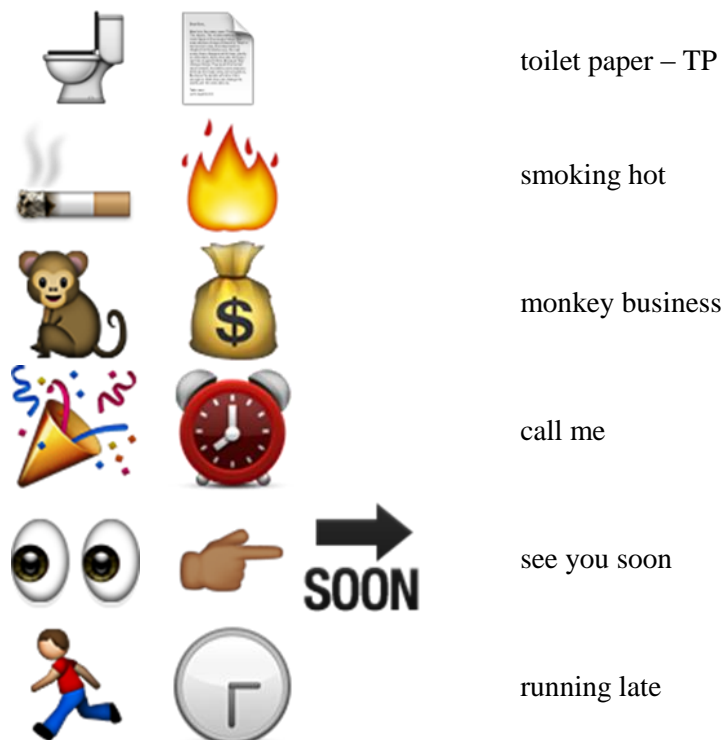 toilet paper – TP
smoking hot
monkey business
$
call me
SOON
see you soon
running late